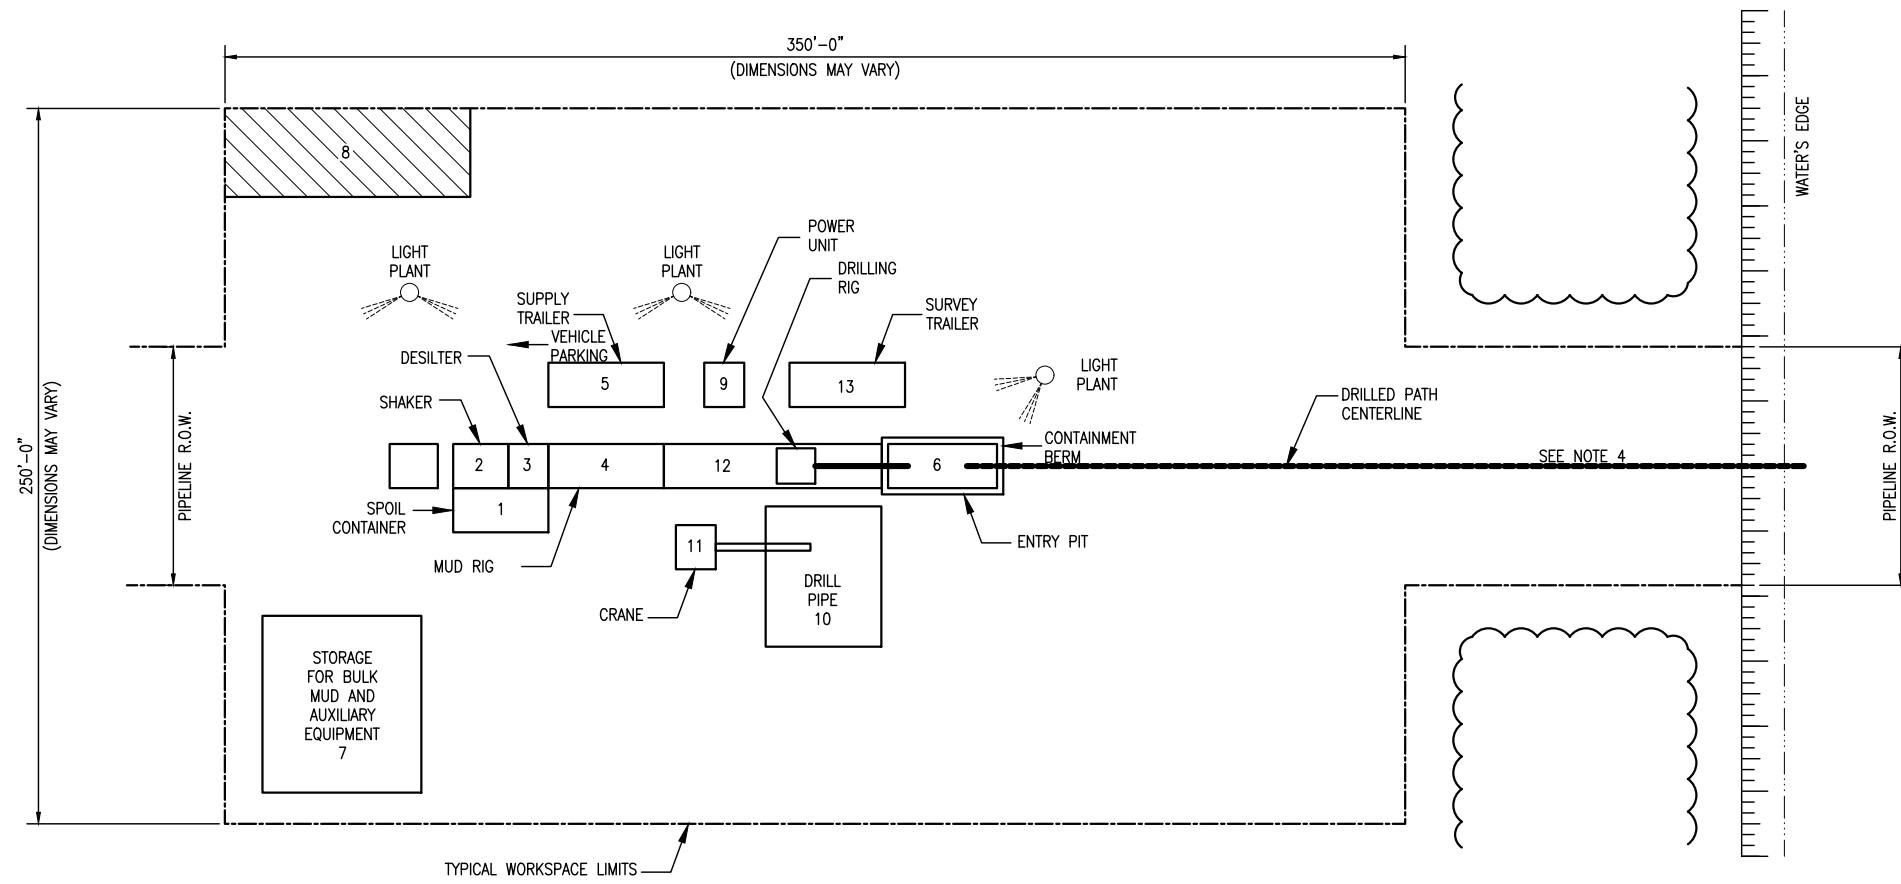 350'-0"
(DIMENSIONS MAY VARY)
8
WATER'S EDGE
POWER
UNIT
LIGHT
PLANT
LIGHT
PLANT
DRILLING
RIG
SUPPLY
TRAILER
SURVEY
TRAILER
VEHICLE
PARKING
DESILTER
5
9
13
LIGHT
PLANT
SHAKER
DRILLED PATH
CENTERLINE
250'-0"
(DIMENSIONS MAY VARY)
PIPELINE R.O.W.
2
3
4
12
6
CONTAINMENT
BERM
SEE NOTE 4
PIPELINE R.O.W.
SPOIL
CONTAINER
1
MUD RIG
11
ENTRY PIT
CRANE
DRILL
PIPE
10
STORAGE
FOR BULK
MUD AND
AUXILIARY
EQUIPMENT
7
TYPICAL WORKSPACE LIMITS